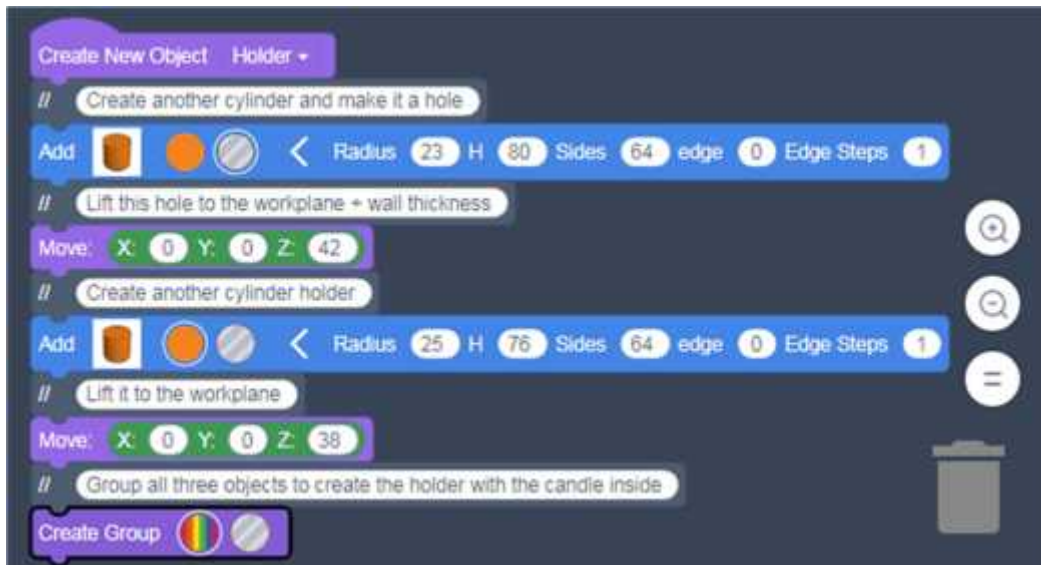 Create New Object Holder
// Create another cylinder and make it a hole
Add Radius 23 H 80 Sides 64 edge 0 Edge Steps 1
// Lift this hole to the workplane + wall thickness
Move: X: 0 Y: 0 Z: 42
// Create another cylinder holder
Add Radius 25 H 76 Sides 64 edge 0 Edge Steps 1
// Lift it to the workplane
Move: X: 0 Y: 0 Z: 38
// Group all three objects to create the holder with the candle inside
Create Group